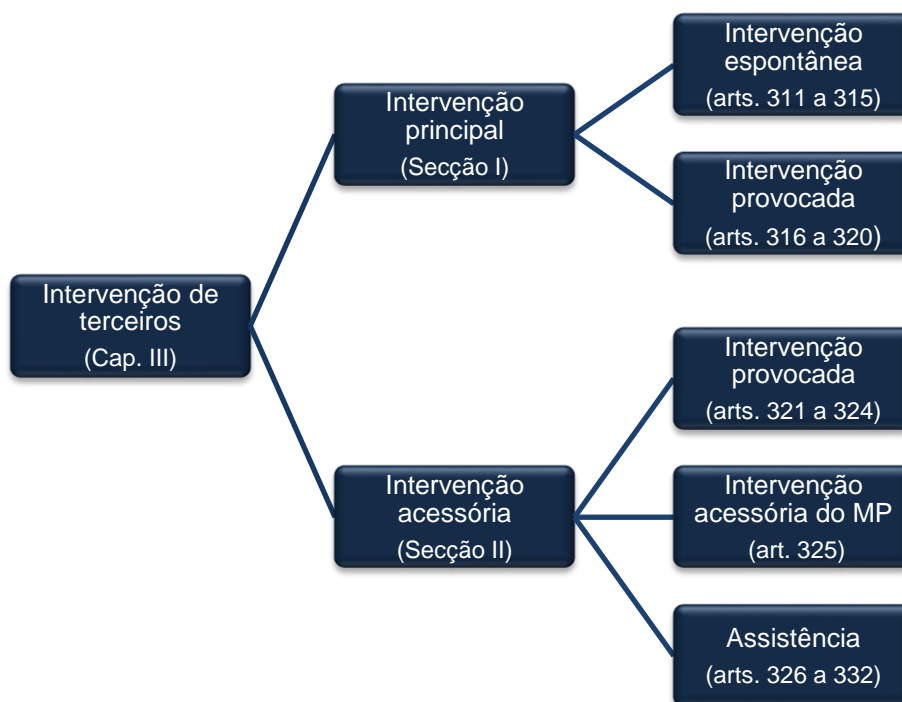 Intervenção de
terceiros
(Cap. III)
Intervenção
principal
(Secção I)
Intervenção
espontânea
(arts. 311 a 315)
Intervenção
provocada
(arts. 316 a 320)
Intervenção
acessória
(Secção II)
Intervenção
provocada
(arts. 321 a 324)
Intervenção
acessória do MP
(art. 325)
Assistência
(arts. 326 a 332)